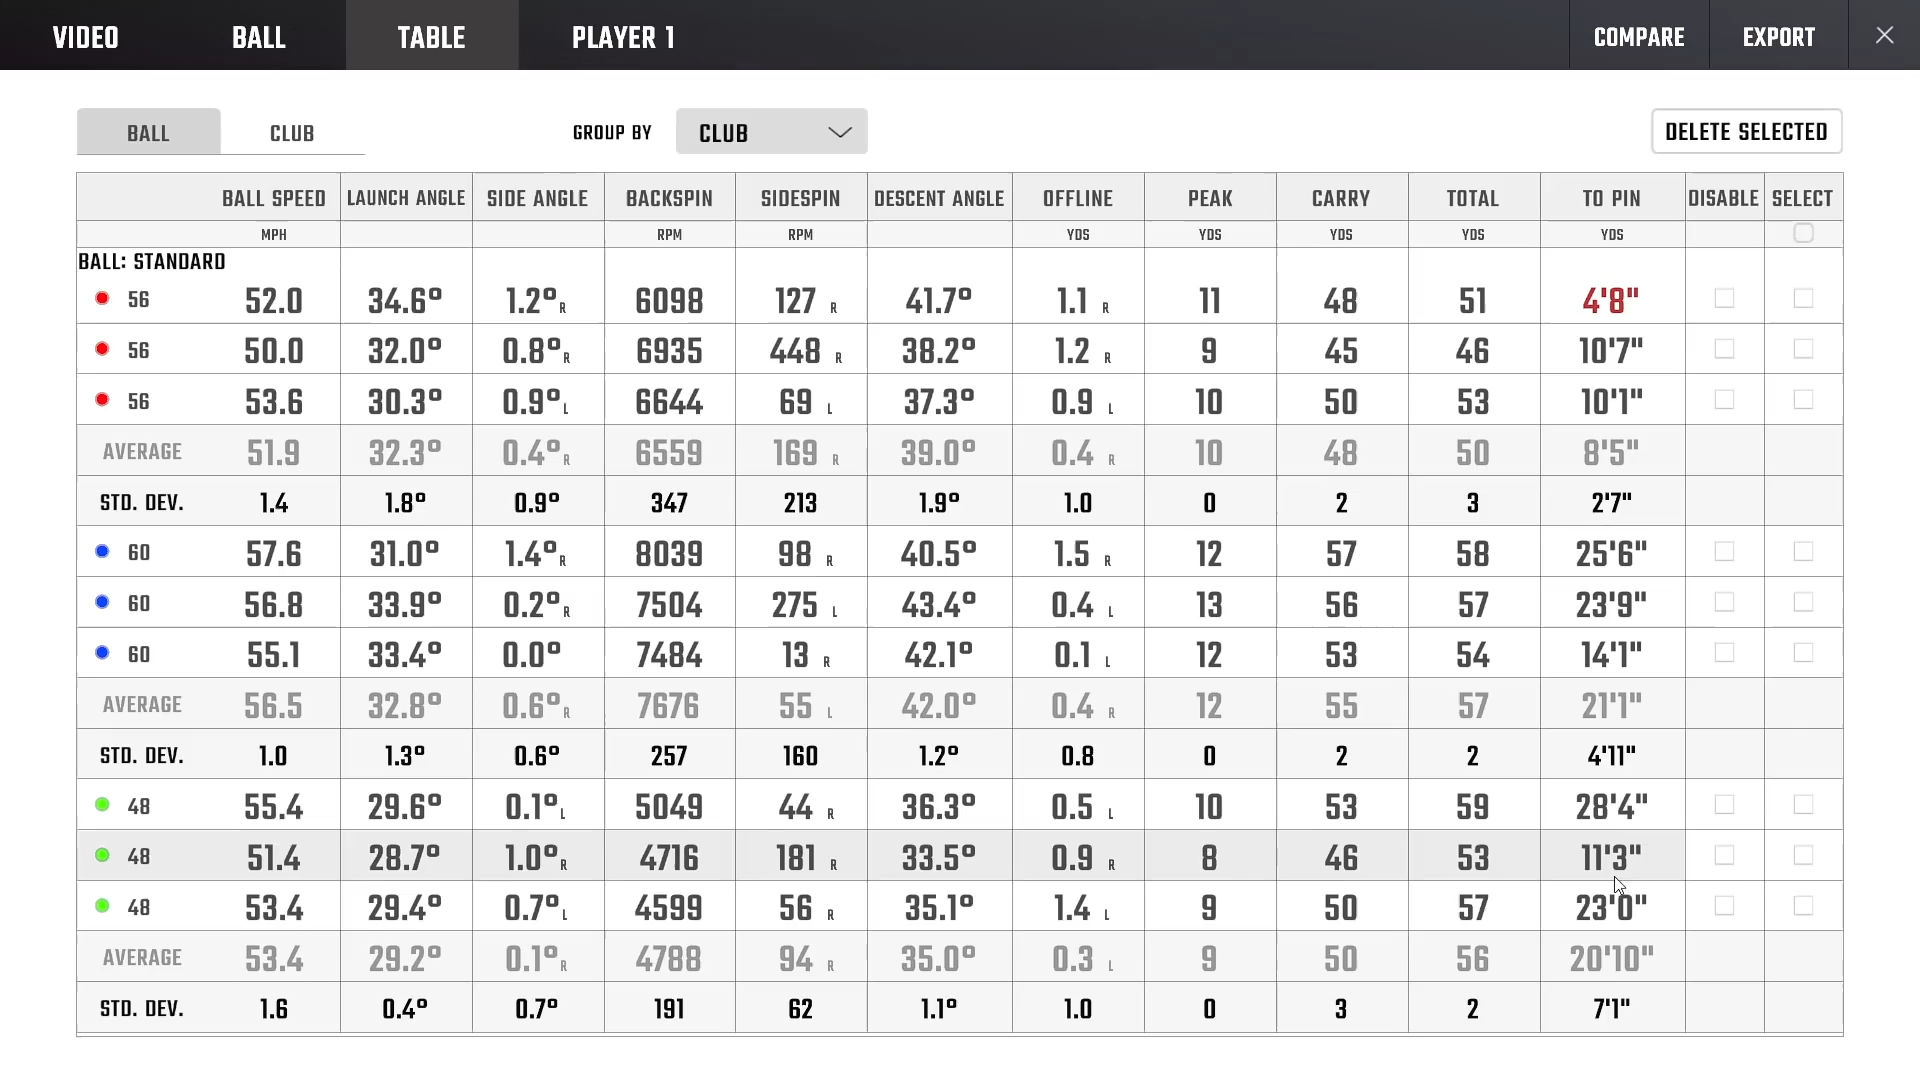 VIDEO BALL TABLE PLAYER 1 COMPARE EXPORT
BALL CLUB GROUP BY CLUB DELETE SELECTED
BALL SPEED LAUNCH ANGLE SIDE ANGLE BACKSPIN SIDESPIN DESCENT ANGLE OFFLINE PEAK CARRY TOTAL TO PIN DISABLE SELECT
MPH RPM RPM YDS YDS YDS YDS YDS
BALL: STANDARD
56 52.0 34.6° 1.2° R 6098 127 R 41.7° 1.1 R 11 48 51 4'8"
56 50.0 32.0° 0.8° R 6935 448 R 38.2° 1.2 R 9 45 46 10'7"
56 53.6 30.3° 0.9° L 6644 69 L 37.3° 0.9 L 10 50 53 10'1"
AVERAGE 51.9 32.3° 0.4° R 6559 169 R 39.0° 0.4 R 10 48 50 8'5"
STD. DEV. 1.4 1.8° 0.9° 347 213 1.9° 1.0 0 2 3 2'7"
60 57.6 31.0° 1.4° R 8039 98 R 40.5° 1.5 R 12 57 58 25'6"
60 56.8 33.9° 0.2° R 7504 275 L 43.4° 0.4 L 13 56 57 23'9"
60 55.1 33.4° 0.0° 7484 13 R 42.1° 0.1 L 12 53 54 14'1"
AVERAGE 56.5 32.8° 0.6° R 7676 55 L 42.0° 0.4 R 12 55 57 21'1"
STD. DEV. 1.0 1.3° 0.6° 257 160 1.2° 0.8 0 2 2 4'11"
48 55.4 29.6° 0.1° L 5049 44 R 36.3° 0.5 L 10 53 59 28'4"
48 51.4 28.7° 1.0° R 4716 181 R 33.5° 0.9 R 8 46 53 11'3"
48 53.4 29.4° 0.7° L 4599 56 R 35.1° 1.4 L 9 50 57 23'0"
AVERAGE 53.4 29.2° 0.1° R 4788 94 R 35.0° 0.3 L 9 50 56 20'10"
STD. DEV. 1.6 0.4° 0.7° 191 62 1.1° 1.0 0 3 2 7'1"